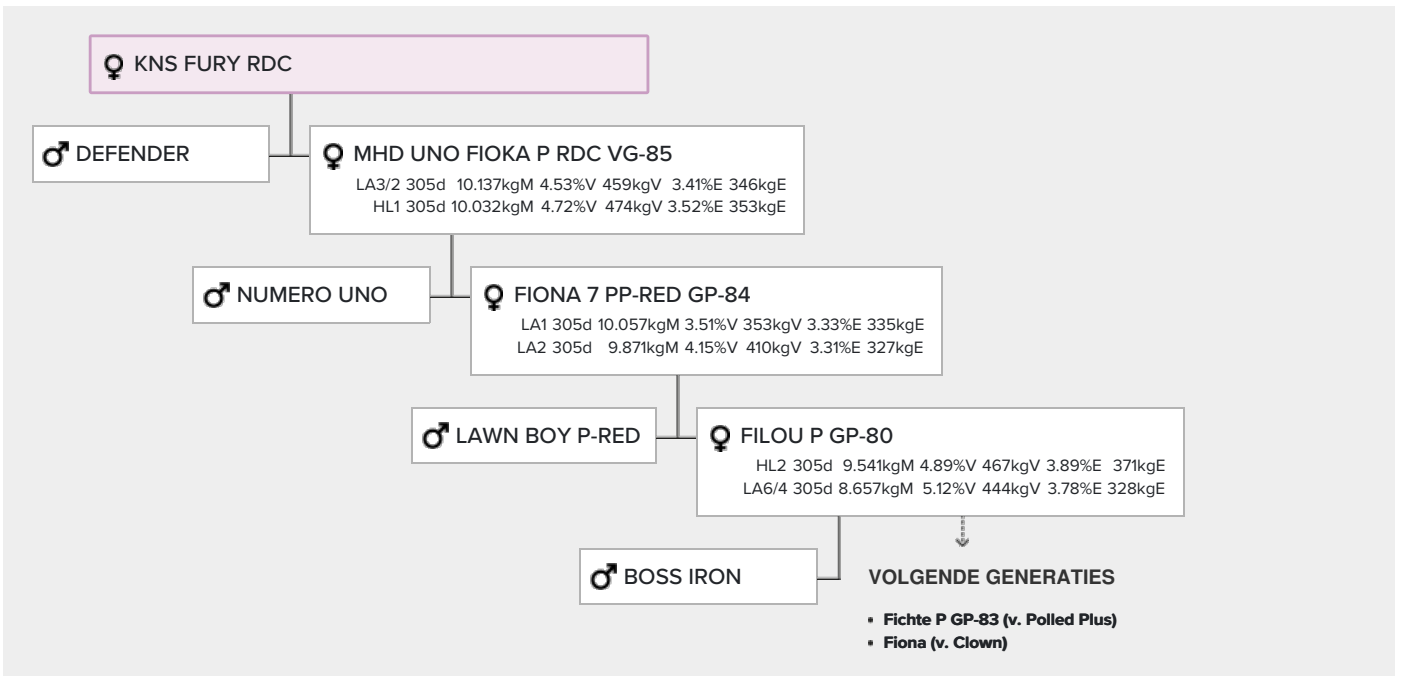 KNS FURY RDC
DEFENDER
MHD UNO FIOKA P RDC VG-85
LA3/2 305d 10.137kgM 4.53%V 459kgV 3.41%E 346kgE
HL1 305d 10.032kgM 4.72%V 474kgV 3.52%E 353kgE
NUMERO UNO
FIONA 7 PP-RED GP-84
LA1 305d 10.057kgM 3.51%V 353kgV 3.33%E 335kgE
LA2 305d 9.871kgM 4.15%V 410kgV 3.31%E 327kgE
LAWN BOY P-RED
FILOU P GP-80
HL2 305d 9.541kgM 4.89%V 467kgV 3.89%E 371kgE
LA6/4 305d 8.657kgM 5.12%V 444kgV 3.78%E 328kgE
BOSS IRON
VOLGENDE GENERATIES
• Fichte P GP-83 (v. Polled Plus)
• Fiona (v. Clown)